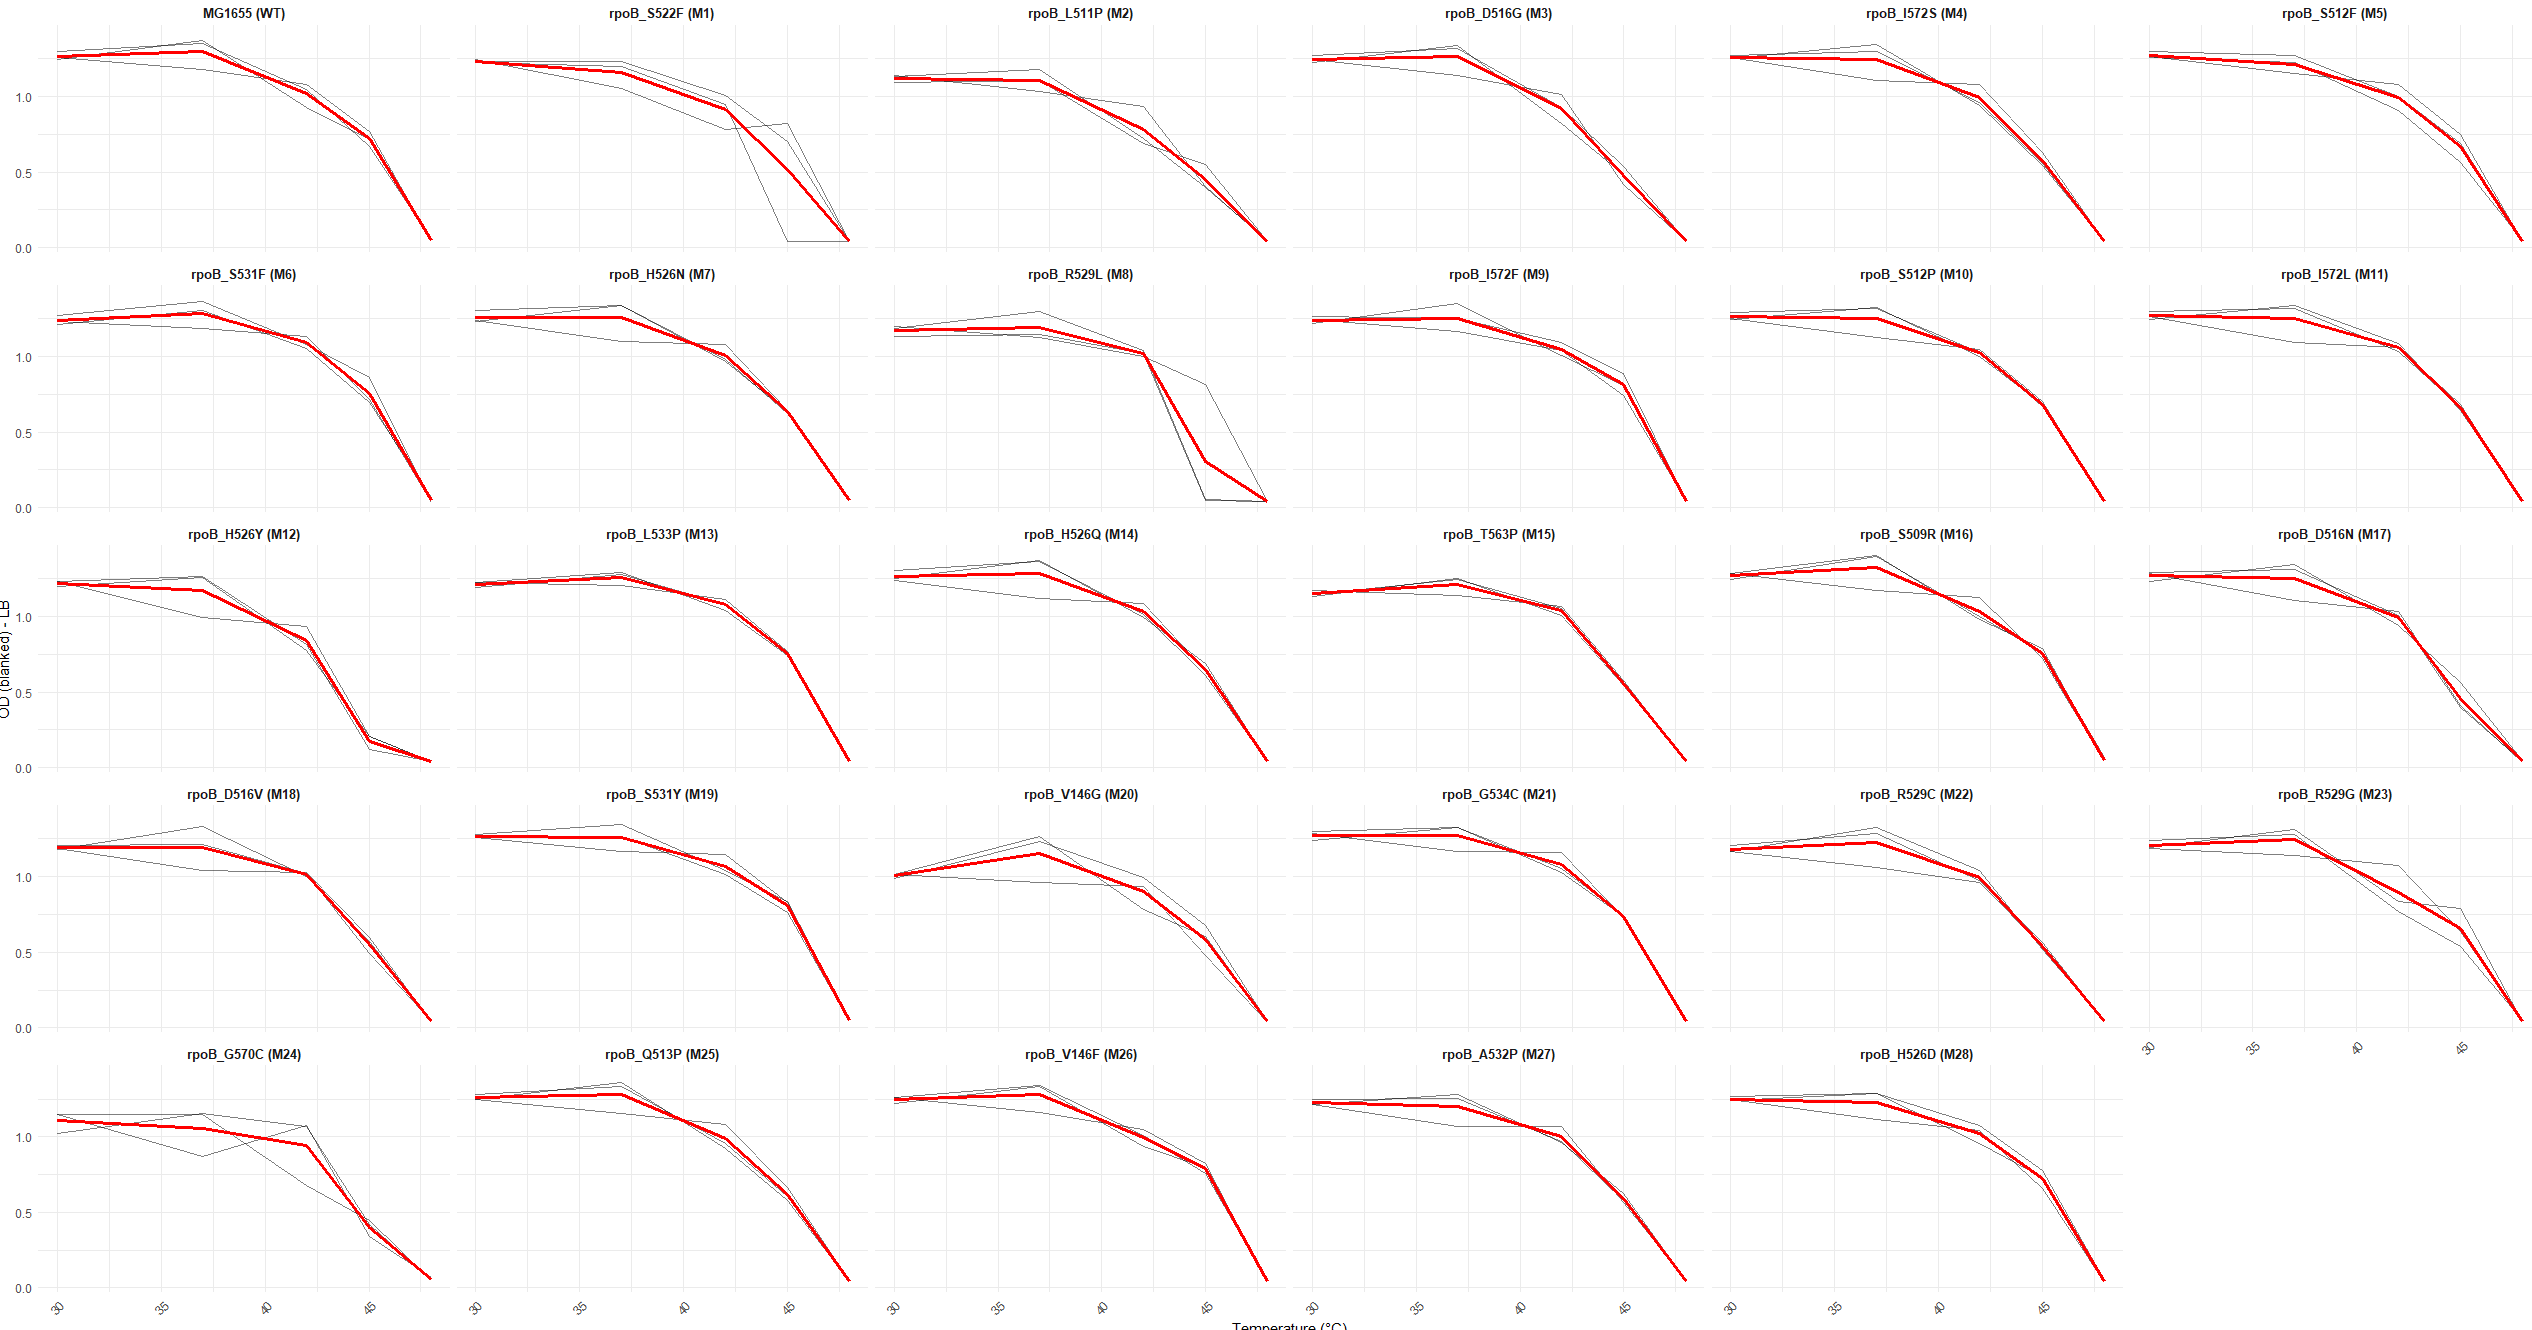 MG1655 (WT) rpoB_S522F (M1) rpoB_L511P (M2) rpoB_D516G (M3) rpoB_I572S (M4) rpoB_S512F (M5)
1.0
0.5
0.0
rpoB_S531F (M6) rpoB_H526N (M7) rpoB_R529L (M8) rpoB_I572F (M9) rpoB_S512P (M10) rpoB_I572L (M11)
1.0
0.5
0.0
rpoB_H526Y (M12) rpoB_L533P (M13) rpoB_H526Q (M14) rpoB_T563P (M15) rpoB_S509R (M16) rpoB_D516N (M17)
1.0
0.5
0.0
OD (blanked) - LB
rpoB_D516V (M18) rpoB_S531Y (M19) rpoB_V146G (M20) rpoB_G534C (M21) rpoB_R529C (M22) rpoB_R529G (M23)
1.0
0.5
0.0
30 35 40 45
rpoB_G570C (M24) rpoB_Q513P (M25) rpoB_V146F (M26) rpoB_A532P (M27) rpoB_H526D (M28)
1.0
0.5
0.0
30 35 40 45 30 35 40 45 30 35 40 45 30 35 40 45 30 35 40 45
Temperature (°C)